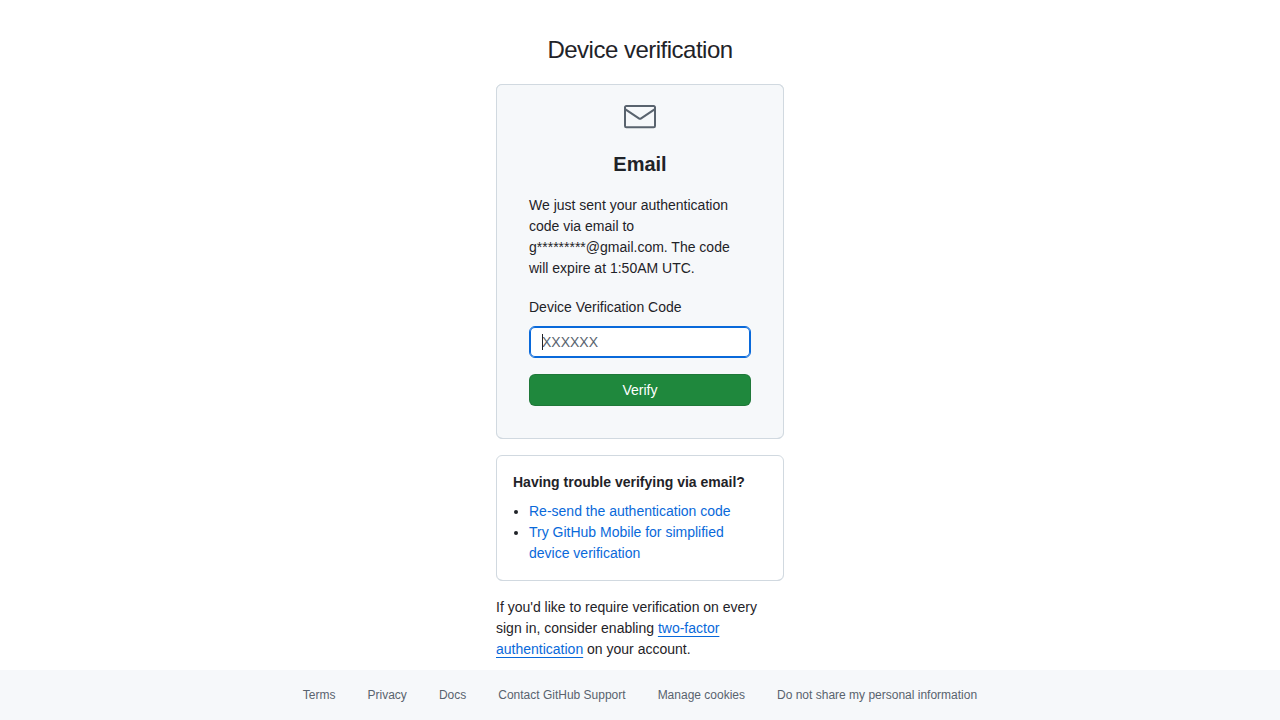 Device verification
Email
We just sent your authentication
code via email to
g*********@gmail.com. The code
will expire at 1:50AM UTC.
Device Verification Code
XXXXXX
Verify
Having trouble verifying via email?
Re-send the authentication code
Try GitHub Mobile for simplified
device verification
If you'd like to require verification on every
sign in, consider enabling two-factor
authentication on your account.
Terms Privacy Docs Contact GitHub Support Manage cookies Do not share my personal information